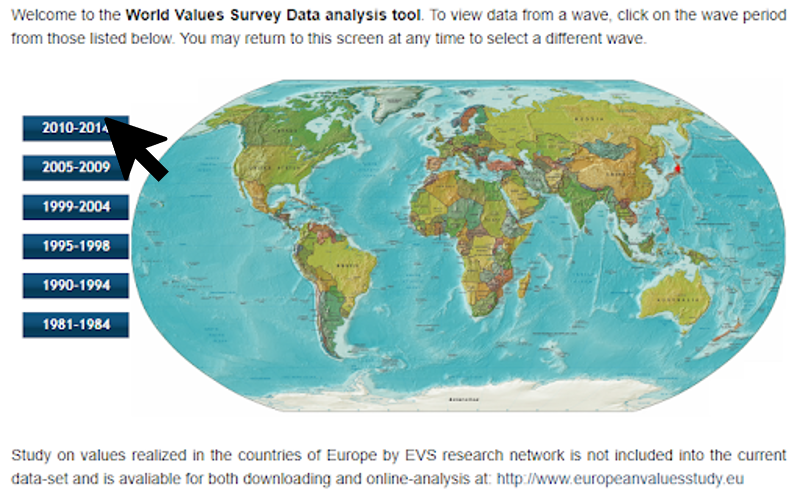 Welcome to the World Values Survey Data analysis tool. To view data from a wave, click on the wave period
from those listed below. You may return to this screen at any time to select a different wave.
2010-2014
2005-2009
1999-2004
1995-1998
1990-1994
1981-1984
RUSSIA
BRAZIL
AUSTRALIA
Study on values realized in the countries of Europe by EVS research network is not included into the current
data-set and is avaliable for both downloading and online-analysis at: http://www.europeanvaluesstudy.eu